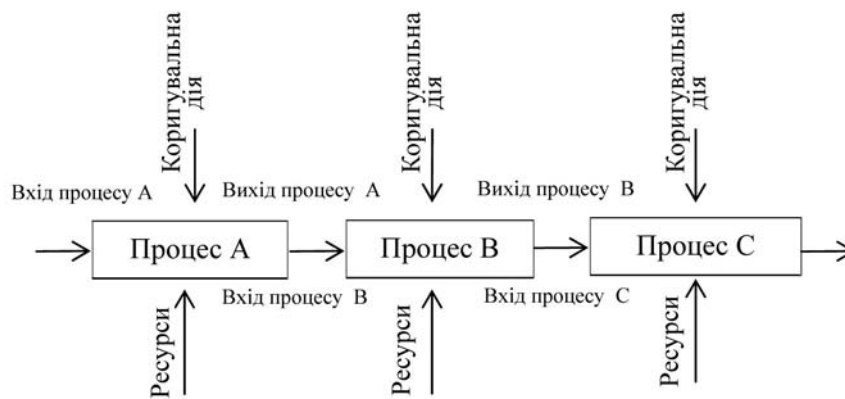 Коригувальна
дія
Коригувальна
дія
Коригувальна
дія
Вхід процесу А
Вихід процесу А
Вихід процесу В
Процес А
Процес В
Процес С
Вхід процесу В
Вхід процесу С
Ресурси
Ресурси
Ресурси